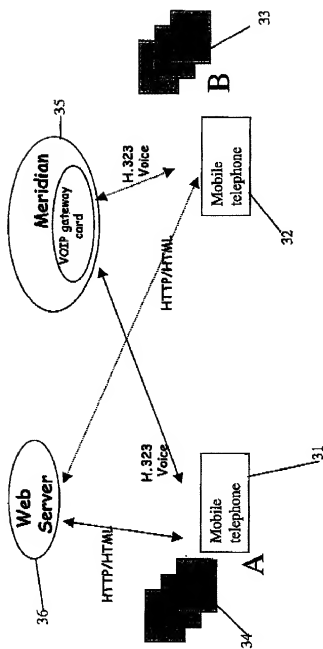 36
Web
Server
HTTP/HTML
34
A
Mobile
telephone
31
H.323
Voice
HTTP/HTML
35
Meridian
VOIP gateway
card
H.323
Voice
33
B
Mobile
telephone
32